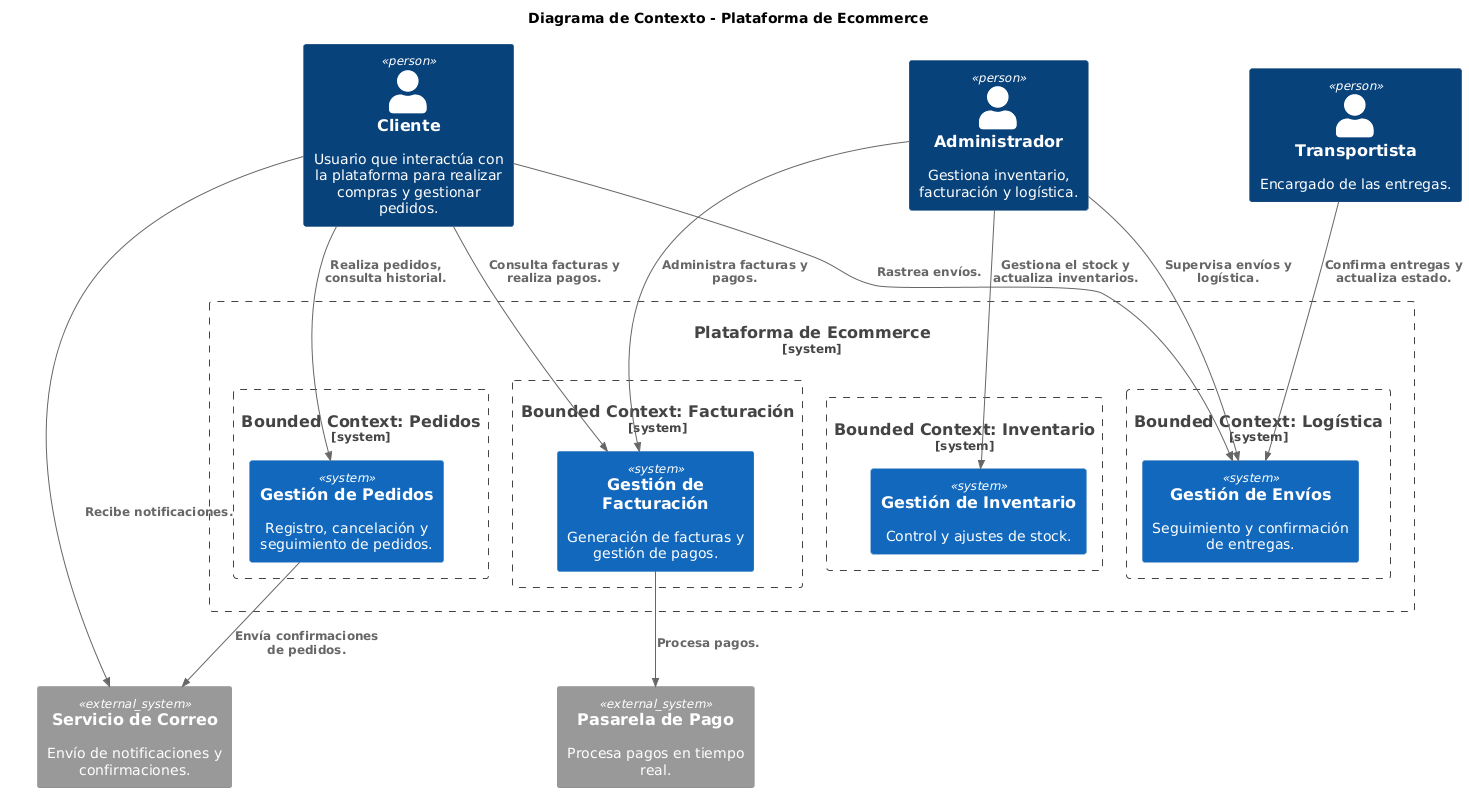 Diagrama de Contexto - Plataforma de Ecommerce
«person»
Cliente
Usuario que interactúa con
la plataforma para realizar
compras y gestionar
pedidos.
«person»
Administrador
Gestiona inventario,
facturación y logística.
«person»
Transportista
Encargado de las entregas.
Realiza pedidos,
consulta historial.
Consulta facturas y
realiza pagos.
Administra facturas y
pagos.
Rastrea envíos.
Gestiona el stock y
actualiza inventarios.
Supervisa envíos y
logística.
Confirma entregas y
actualiza estado.
Plataforma de Ecommerce
[system]
Bounded Context: Pedidos
[system]
«system»
Gestión de Pedidos
Registro, cancelación y
seguimiento de pedidos.
Bounded Context: Facturación
[system]
«system»
Gestión de
Facturación
Generación de facturas y
gestión de pagos.
Bounded Context: Inventario
[system]
«system»
Gestión de Inventario
Control y ajustes de stock.
Bounded Context: Logística
[system]
«system»
Gestión de Envíos
Seguimiento y confirmación
de entregas.
Recibe notificaciones.
Envía confirmaciones
de pedidos.
Procesa pagos.
«external_system»
Servicio de Correo
Envío de notificaciones y
confirmaciones.
«external_system»
Pasarela de Pago
Procesa pagos en tiempo
real.